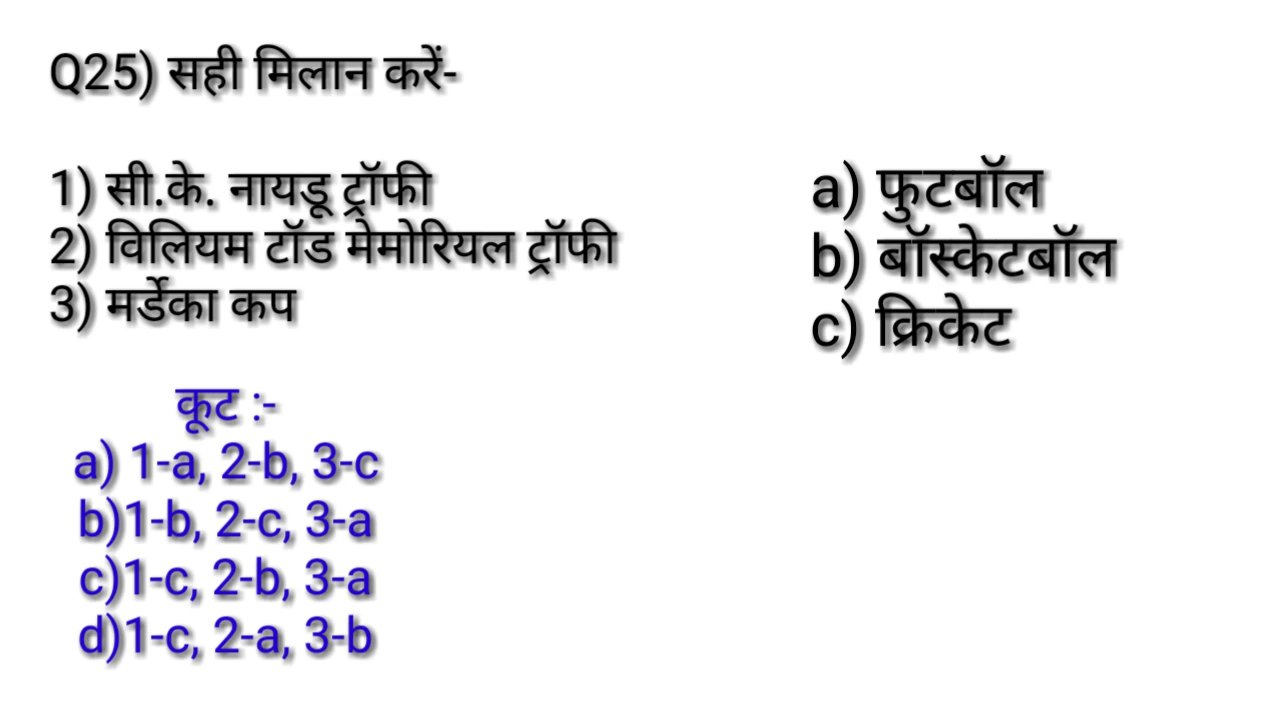 Q25) सही मिलान करें-
1) सी.के. नायडू ट्रॉफी
2) विलियम टॉड मेमोरियल ट्रॉफी
3) मर्डेका कप
a) फुटबॉल
b) बॉस्केटबॉल
c) क्रिकेट
कूट :-
a) 1-a, 2-b, 3-c
b)1-b, 2-c, 3-a
c)1-c, 2-b, 3-a
d)1-c, 2-a, 3-b